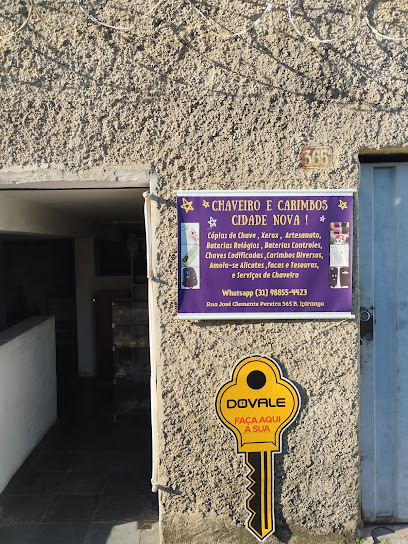 365
CHAVEIRO E CARIMBOS
CIDADE NOVA !
Cópias de Chave , Xerox , Artesanato,
Baterias Relógios , Baterias Controles,
Chaves Codificadas ,Carimbos Diversos,
Amola-se Alicates ,facas e Tesouras,
e Serviços de Chaveiro
Whatsapp (31) 98855-4423
Rua José Clemente Pereira 365 B. Ipiranga
DOVALE
FAÇA AQUI
A SUA